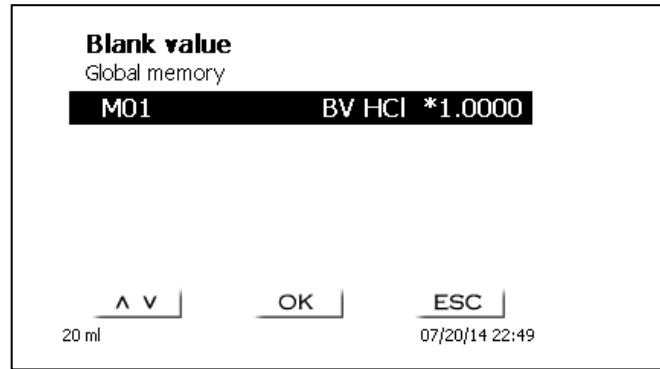 Blank value
Global memory
M01 BV HCl *1.0000
∧ ∨ OK ESC
20 ml 07/20/14 22:49